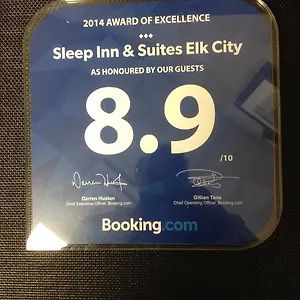 2014 AWARD OF EXCELLENCE
Sleep Inn & Suites Elk City
AS HONOURED BY OUR GUESTS
8.9
/10
Darren Huston Gillian Tans
Chief Executive Officer, Booking.com Chief Operating Officer, Booking.com
Booking.com